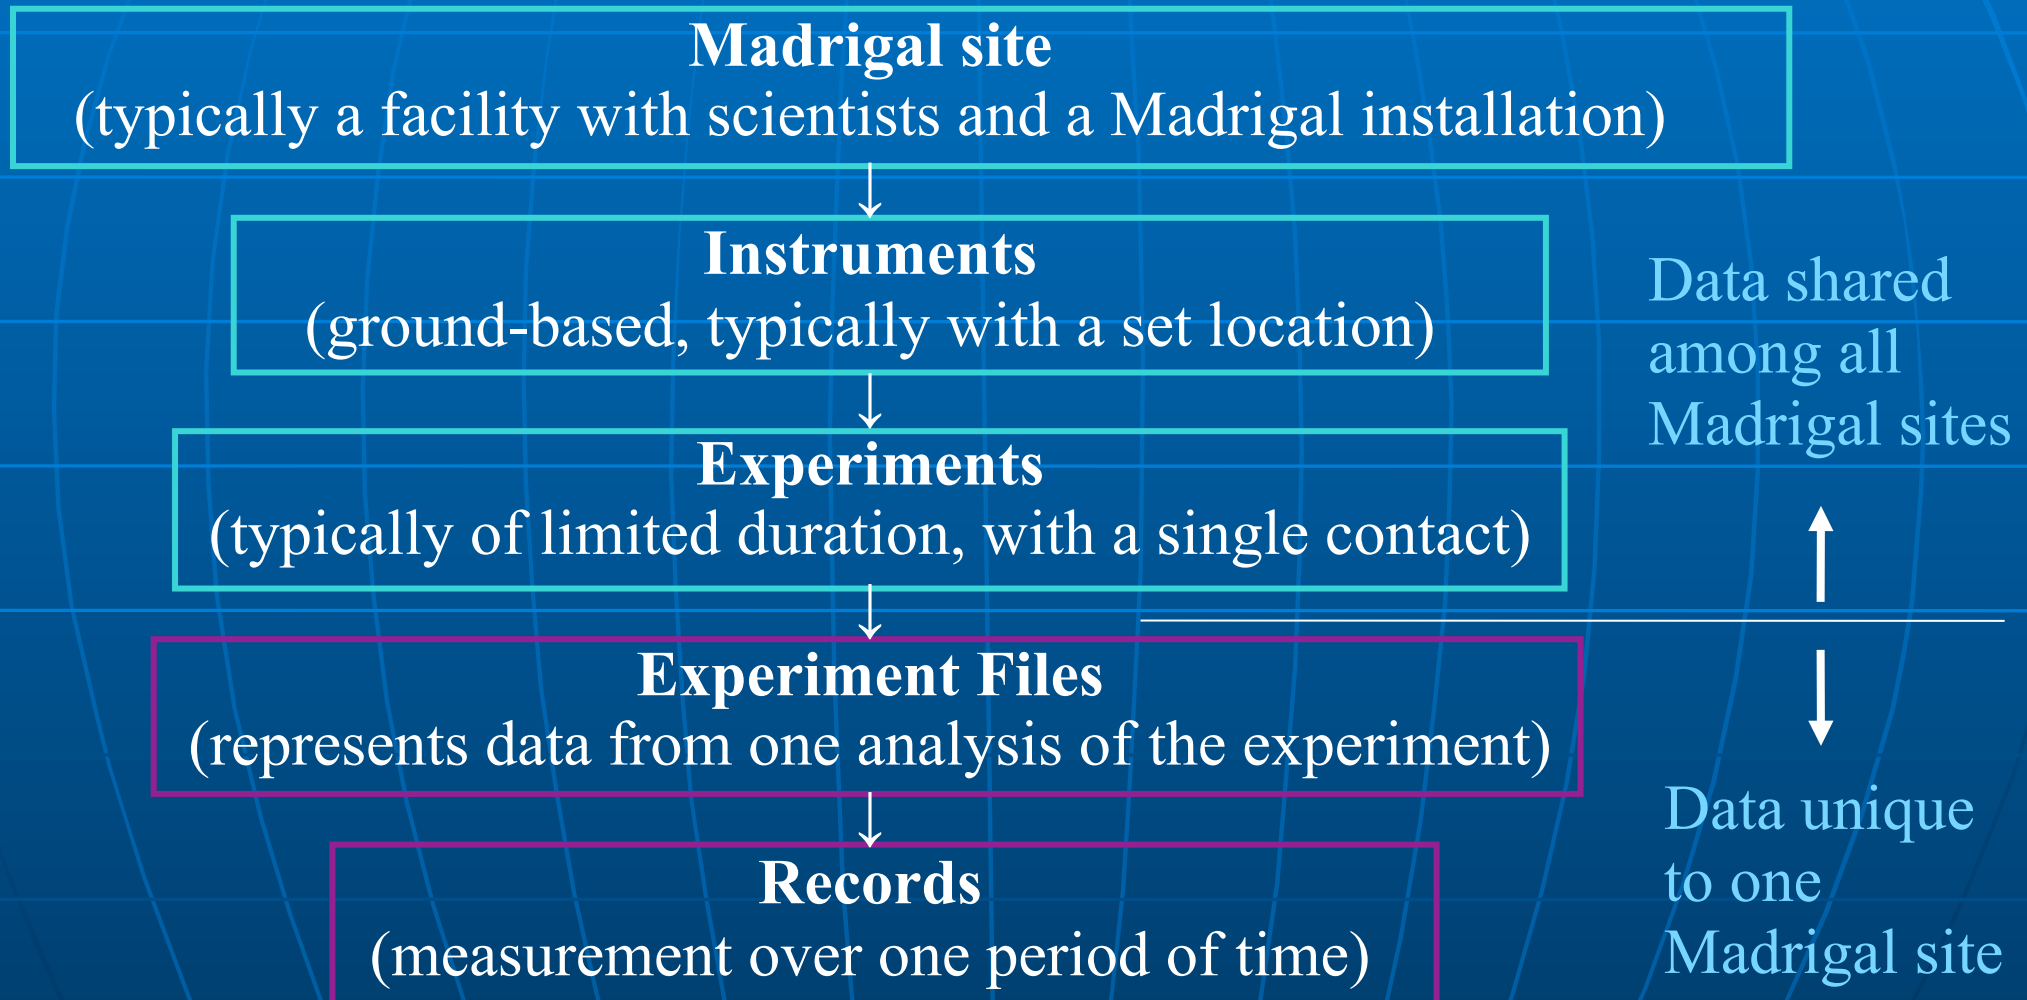 Madrigal site
(typically a facility with scientists and a Madrigal installation)
Instruments
(ground-based, typically with a set location)
Experiments
(typically of limited duration, with a single contact)
Experiment Files
(represents data from one analysis of the experiment)
Records
(measurement over one period of time)
Data shared
among all
Madrigal sites
Data unique
to one
Madrigal site